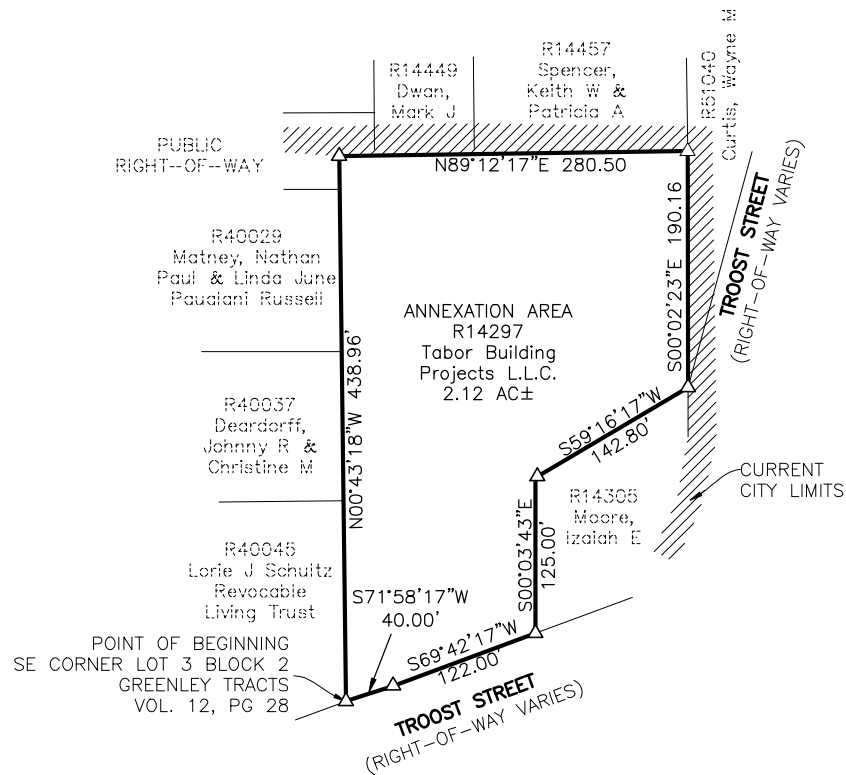 R14457
Spencer,
Keith W &
Patricia A
R14449
Dwan,
Mark J
R51040
Curtis, Wayne M
PUBLIC
RIGHT--OF--WAY
N89°12'17"E 280.50
S00°02'23"E 190.16
TROOST STREET
(RIGHT-OF-WAY VARIES)
R40029
Matney, Nathan
Paul & Linda June
Paualani Russell
ANNEXATION AREA
R14297
Tabor Building
Projects L.L.C.
2.12 AC±
N00°43'18"W 438.96'
R40037
Deardorff,
Johnny R &
Christine M
S59°16'17"W
142.80'
CURRENT
CITY LIMITS
R14305
Moore,
Izaiah E
S00°03'43"E
125.00'
R40045
Lorie J Schultz
Revocable
Living Trust
S71°58'17"W
40.00'
S69°42'17"W
122.00'
POINT OF BEGINNING
SE CORNER LOT 3 BLOCK 2
GREENLEY TRACTS
VOL. 12, PG 28
TROOST STREET
(RIGHT-OF-WAY VARIES)